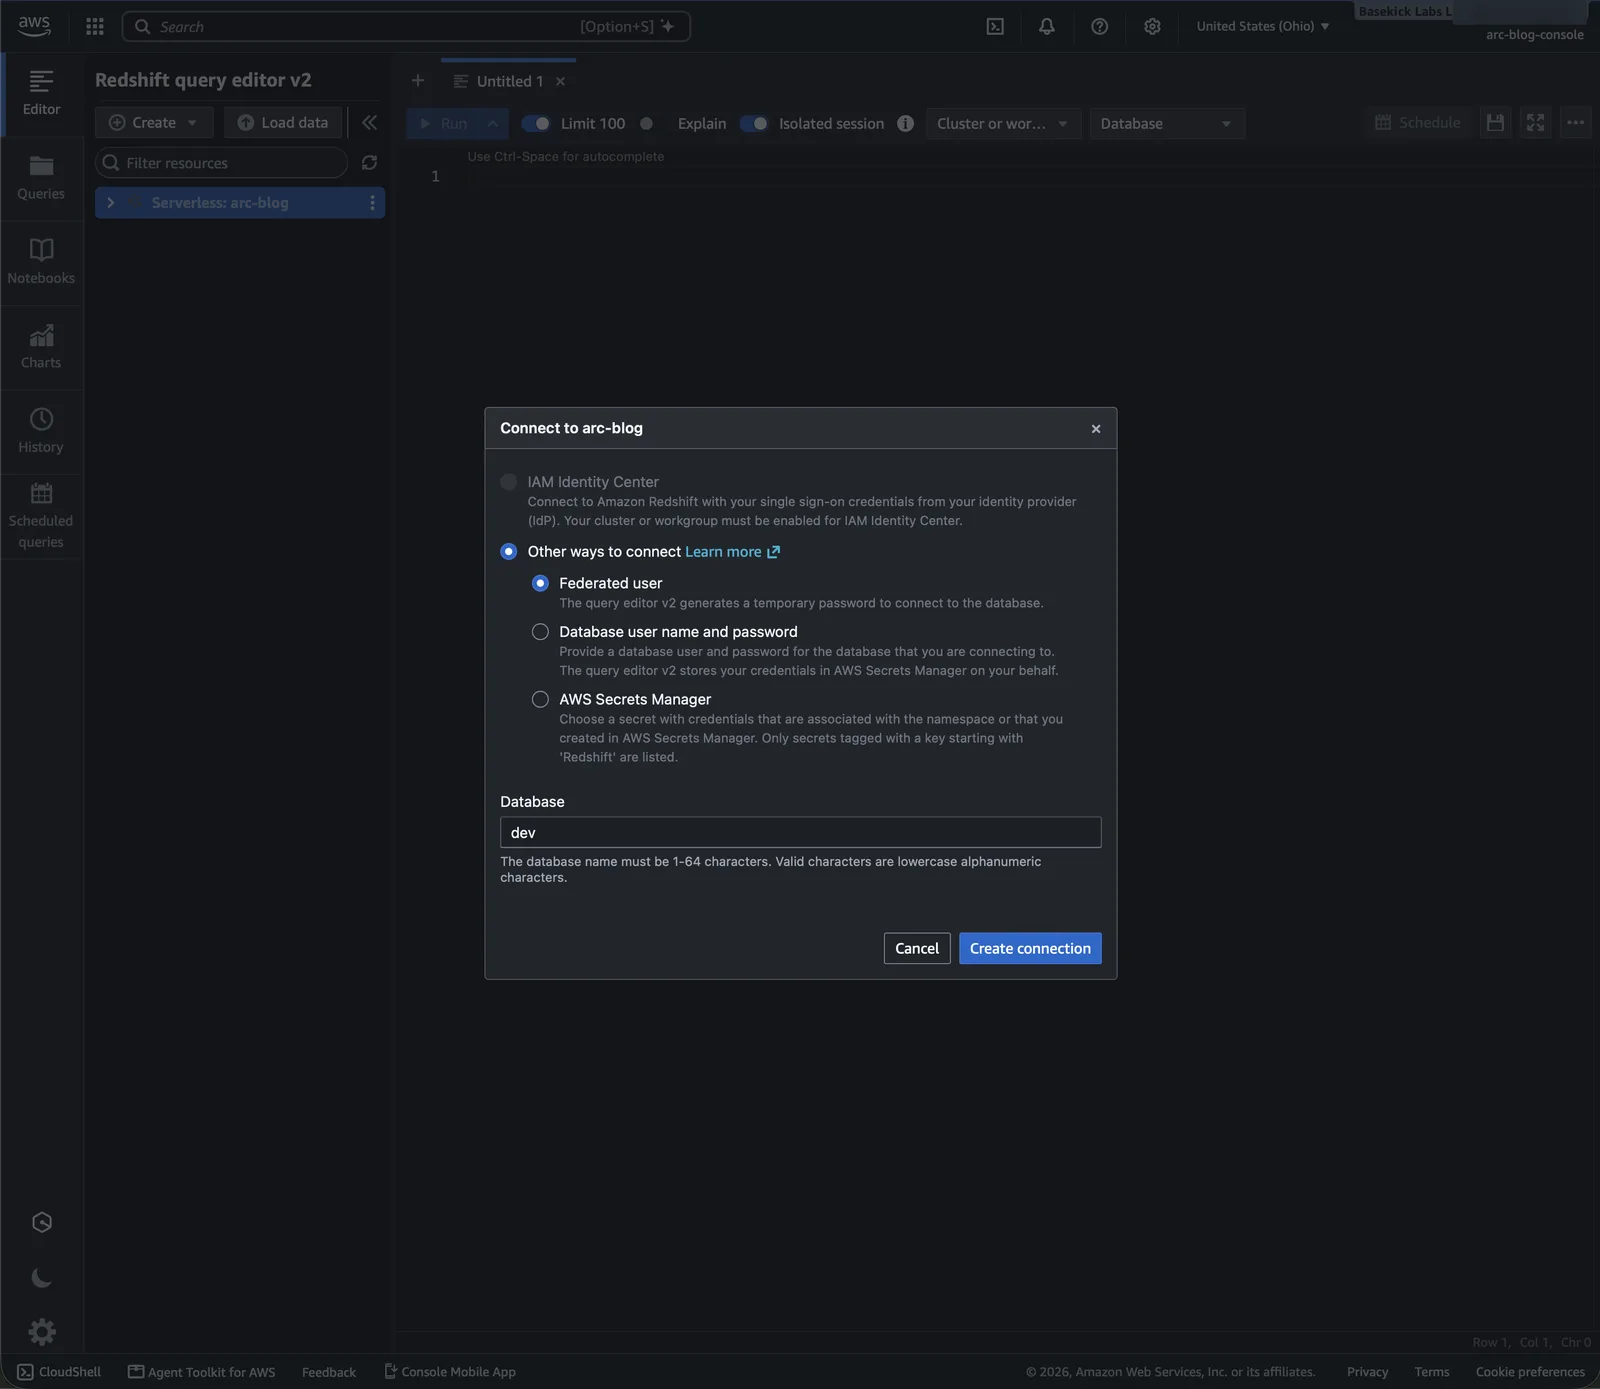 aws
Search
[Option+S]
United States (Ohio)
Basekick Labs L
arc-blog-console
Editor
Queries
Notebooks
Charts
History
Scheduled
queries
Redshift query editor v2
Create
Load data
Filter resources
Serverless: arc-blog
Untitled 1
Run
Limit 100
Explain
Isolated session
Cluster or wor...
Database
Schedule
Use Ctrl-Space for autocomplete
1
Connect to arc-blog
IAM Identity Center
Connect to Amazon Redshift with your single sign-on credentials from your identity provider
(IdP). Your cluster or workgroup must be enabled for IAM Identity Center.
Other ways to connect Learn more
Federated user
The query editor v2 generates a temporary password to connect to the database.
Database user name and password
Provide a database user and password for the database that you are connecting to.
The query editor v2 stores your credentials in AWS Secrets Manager on your behalf.
AWS Secrets Manager
Choose a secret with credentials that are associated with the namespace or that you
created in AWS Secrets Manager. Only secrets tagged with a key starting with
'Redshift' are listed.
Database
dev
The database name must be 1-64 characters. Valid characters are lowercase alphanumeric
characters.
Cancel
Create connection
Row 1, Col 1, Chr 0
CloudShell
Agent Toolkit for AWS
Feedback
Console Mobile App
© 2026, Amazon Web Services, Inc. or its affiliates.
Privacy
Terms
Cookie preferences